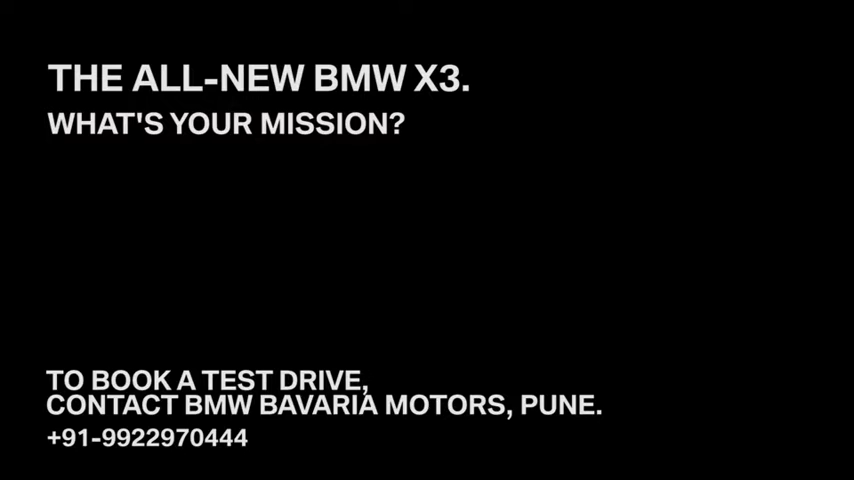 THE ALL-NEW BMW X3.
WHAT'S YOUR MISSION?
TO BOOK A TEST DRIVE,
CONTACT BMW BAVARIA MOTORS, PUNE.
+91-9922970444